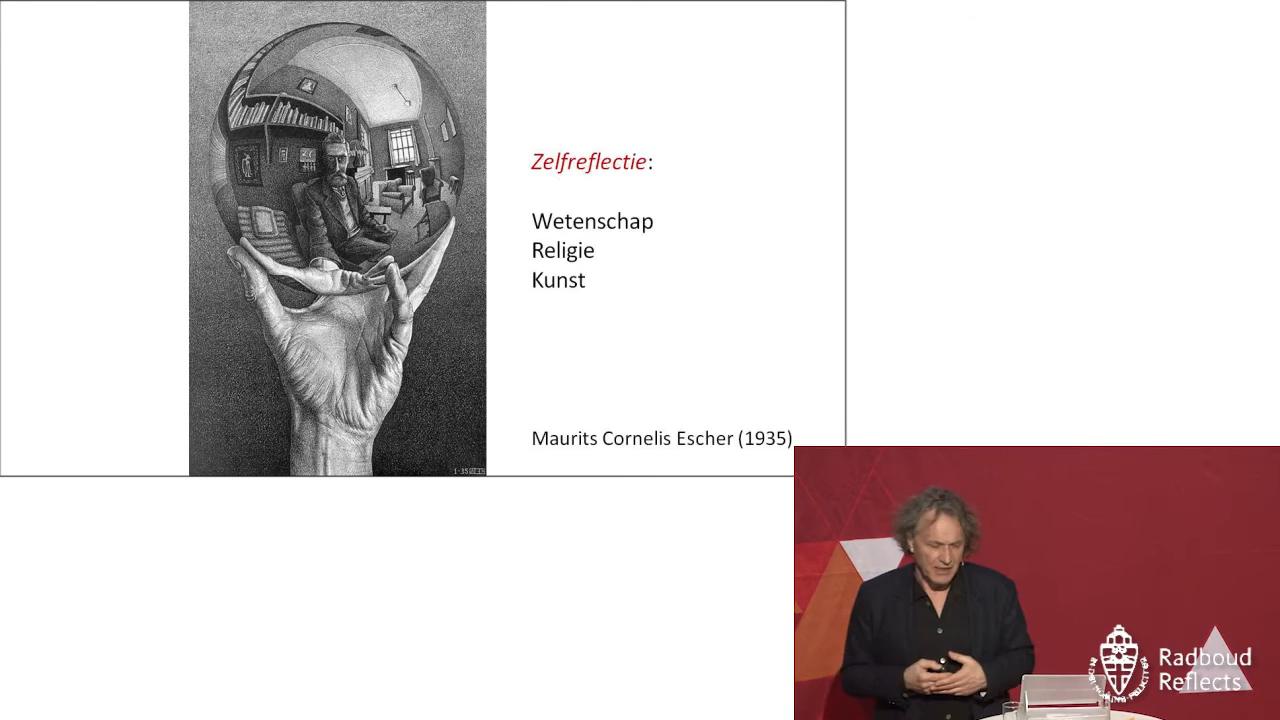 Zelfreflectie:
Wetenschap
Religie
Kunst
Maurits Cornelis Escher (1935)
Radboud
Reflects